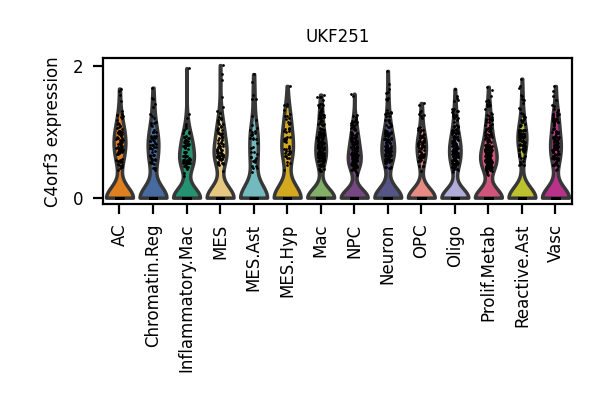 UKF251
C4orf3 expression
2
0
AC
Chromatin.Reg
Inflammatory.Mac
MES
MES.Ast
MES.Hyp
Mac
NPC
Neuron
OPC
Oligo
Prolif.Metab
Reactive.Ast
Vasc